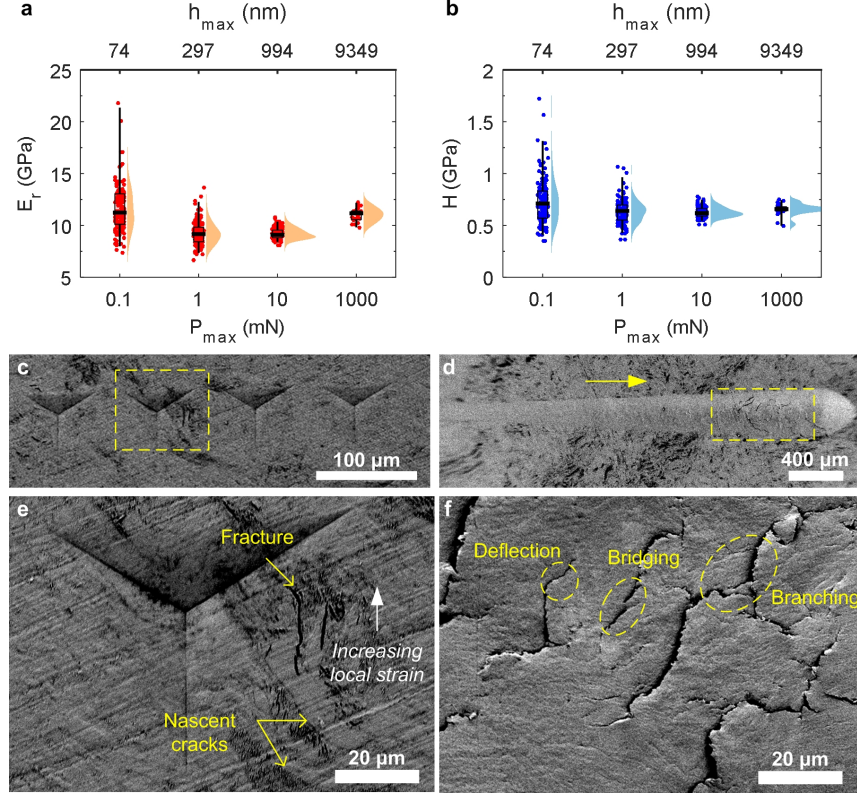 a
h_max (nm)
74 297 994 9349
25
20
15
10
5
E_r (GPa)
0.1 1 10 1000
P_max (mN)
b
h_max (nm)
74 297 994 9349
2
1.5
1
0.5
0
H (GPa)
0.1 1 10 1000
P_max (mN)
c
100 µm
d
400 µm
e
Fracture
Increasing
local strain
Nascent
cracks
20 µm
f
Deflection
Bridging
Branching
20 µm